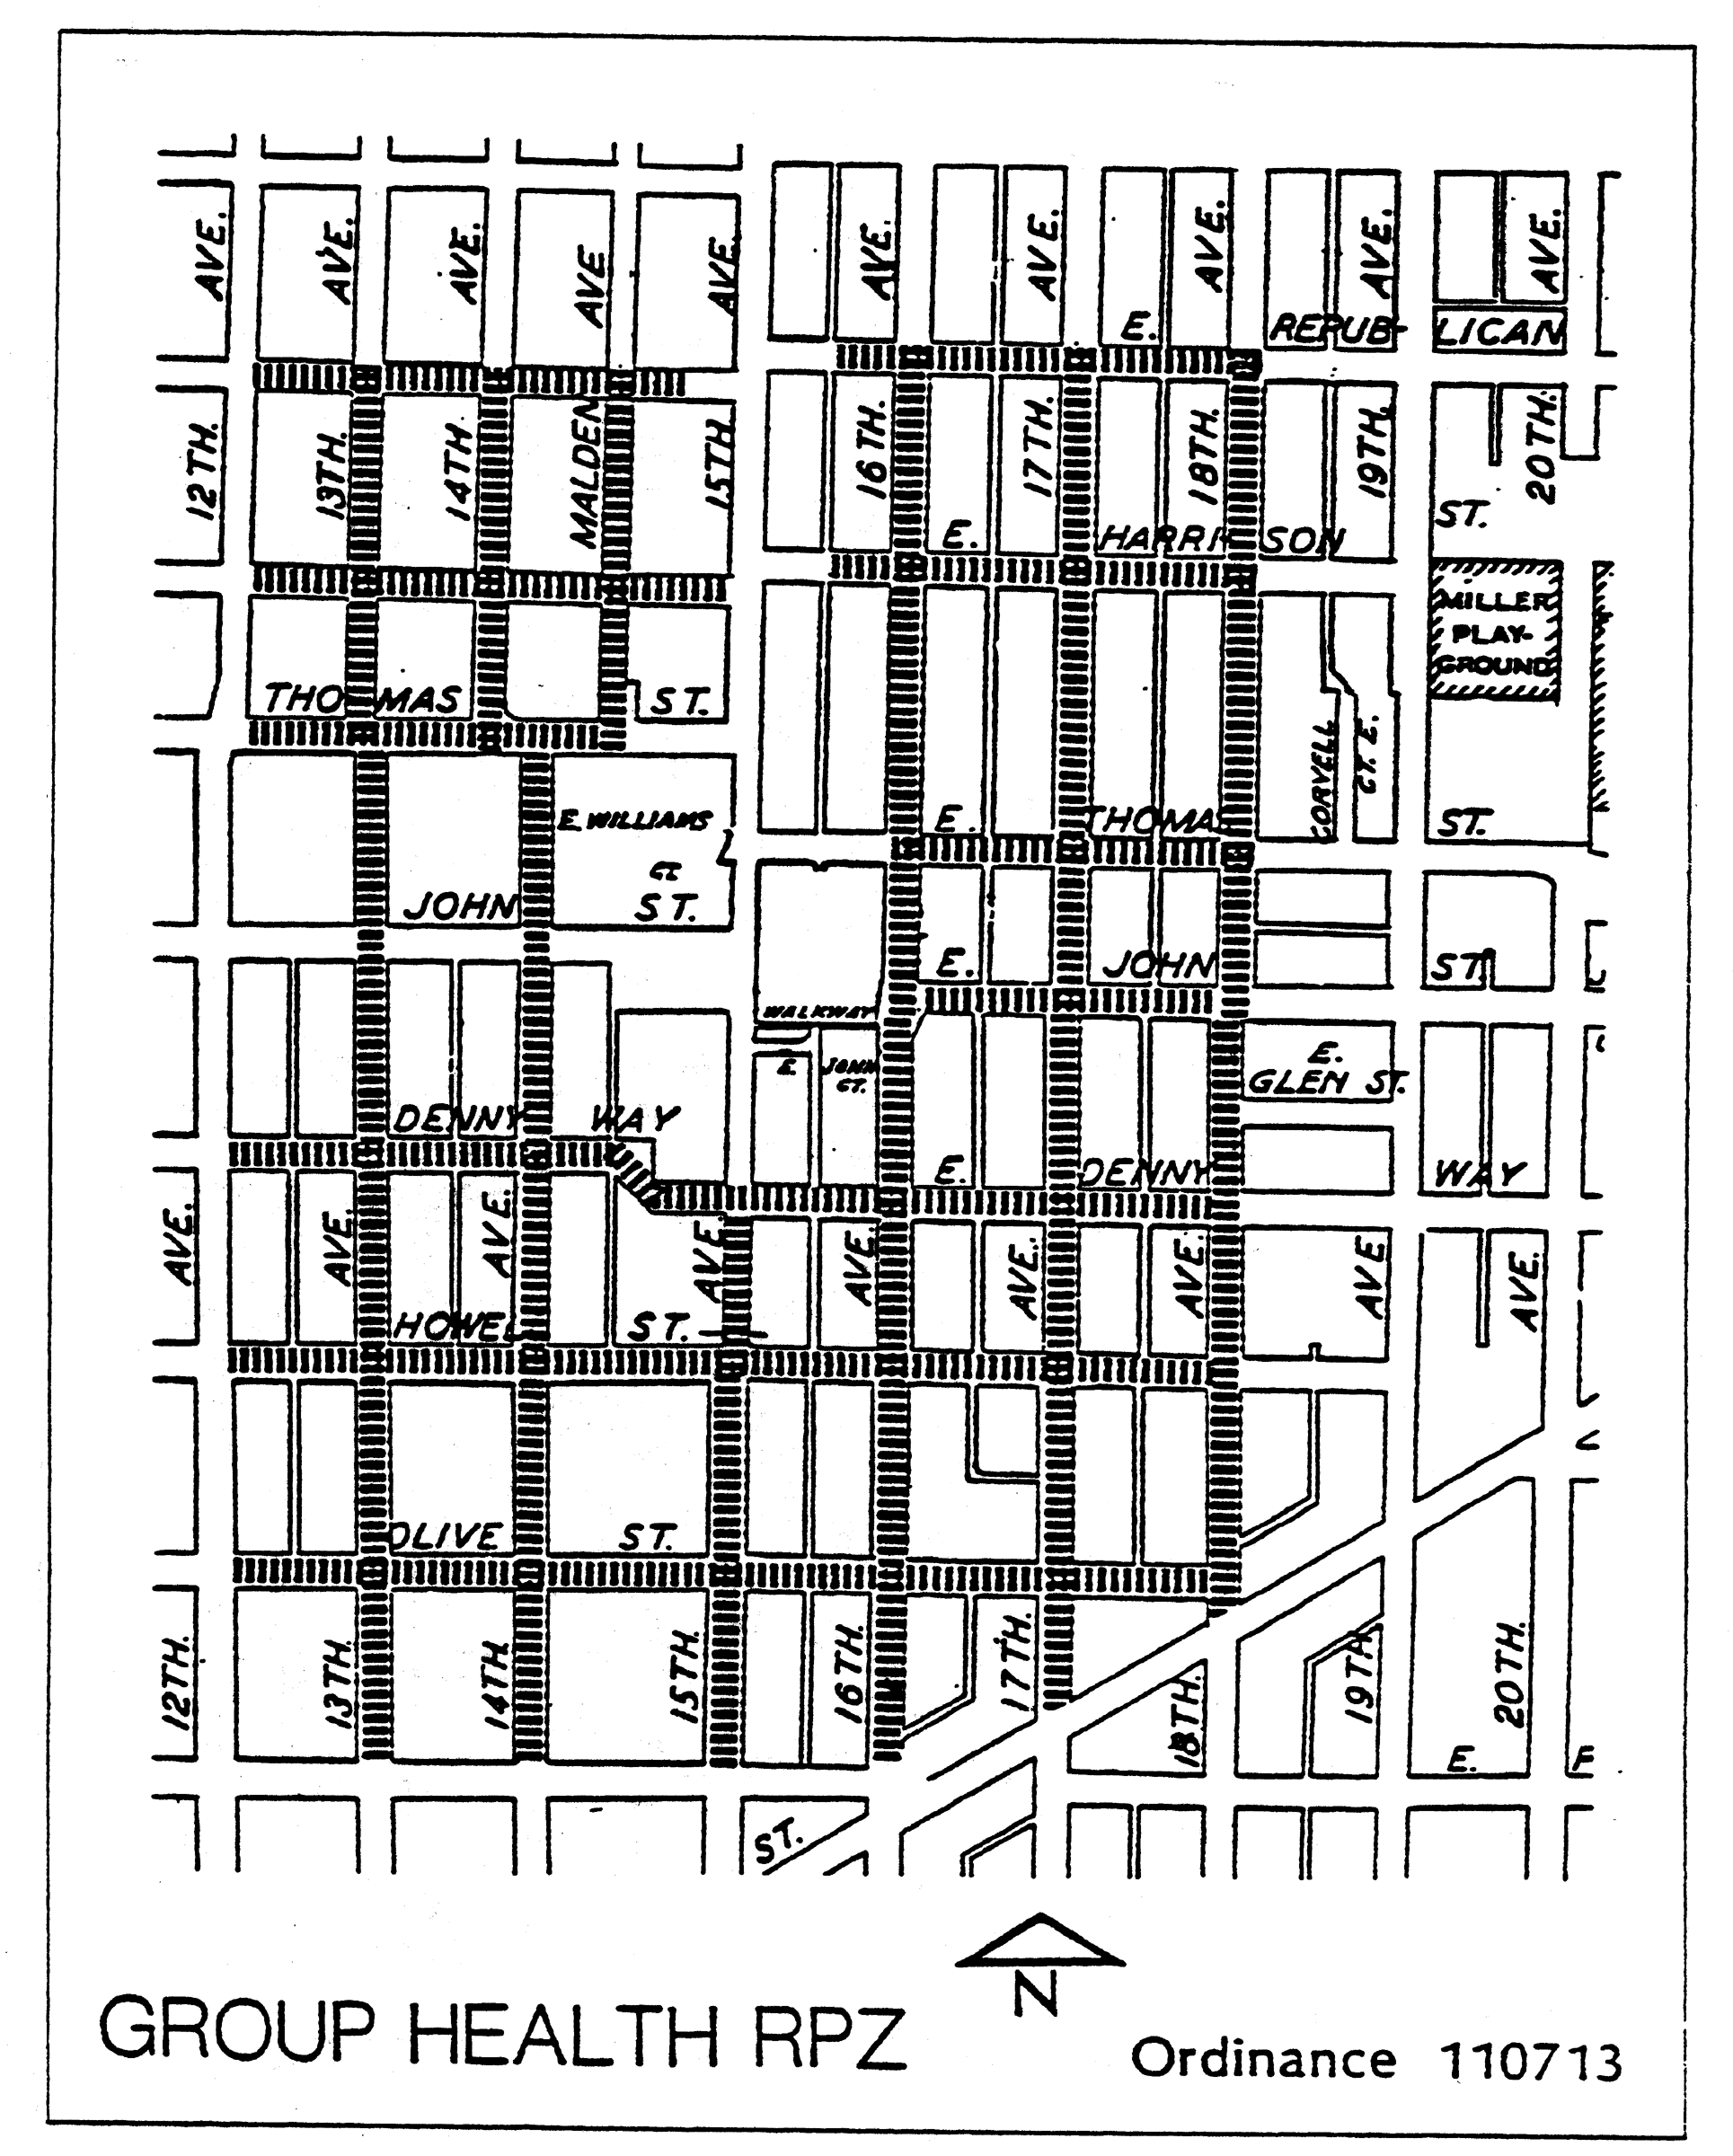 AVE. AVE. AVE. AVE AVE. AVE. AVE. AVE. AVE. AVE.
E. REPUB- LICAN
12TH. 13TH. 14TH MALDEN 15TH. 16TH. 17TH. 18TH. 19TH. 20TH.
E. HARRI- SON ST.
MILLER
PLAY-
GROUND
THOMAS ST.
CORYELL CT. E.
E. THOMAS ST.
E. WILLIAMS
CT
JOHN ST.
E. JOHN ST.
WALKWAY
E. JOHN
CT.
E.
GLEN ST.
DENNY WAY
E. DENNY WAY
AVE. AVE. AVE. AVE. AVE. AVE. AVE. AVE AVE.
HOWELL ST.
OLIVE ST.
12TH. 13TH. 14TH. 15TH. 16TH. 17TH. 18TH. 19TH 20TH.
E. P
ST.
N
GROUP HEALTH RPZ
Ordinance 110713